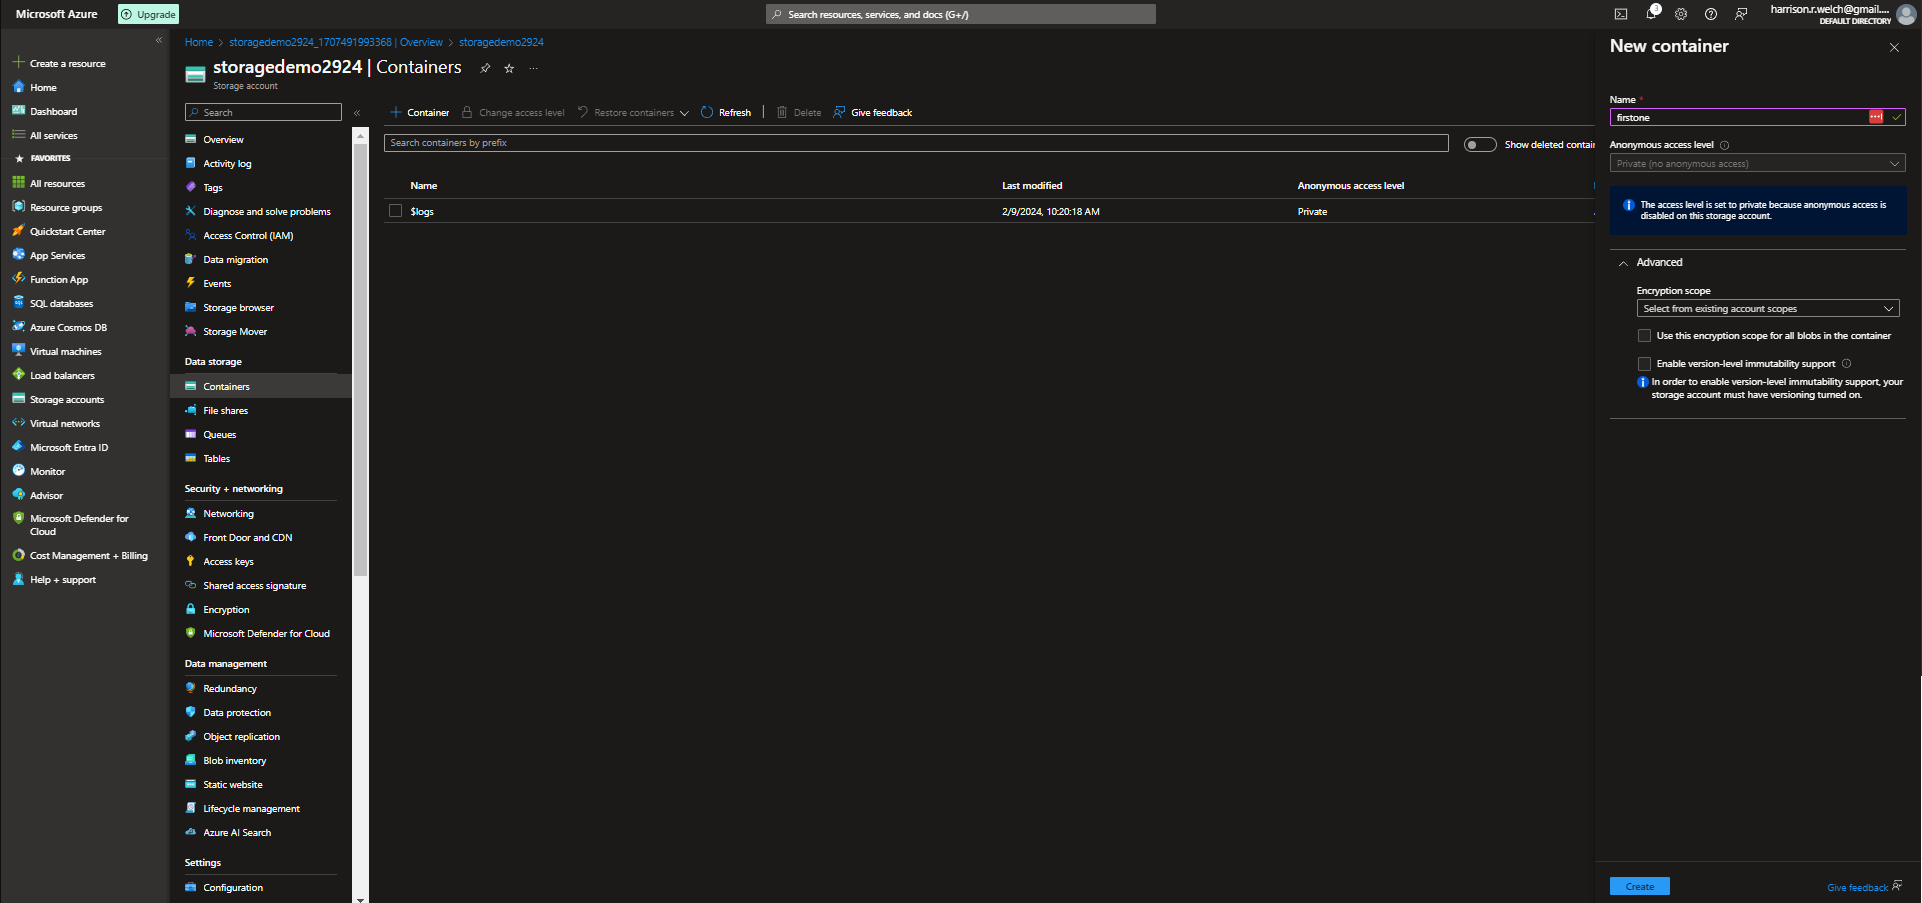 Microsoft Azure
Upgrade
Search resources, services, and docs (G+/)
3
harrison.r.welch@gmail....
DEFAULT DIRECTORY
«
Create a resource
Home
Dashboard
All services
FAVORITES
All resources
Resource groups
Quickstart Center
App Services
Function App
SQL databases
Azure Cosmos DB
Virtual machines
Load balancers
Storage accounts
Virtual networks
Microsoft Entra ID
Monitor
Advisor
Microsoft Defender for
Cloud
Cost Management + Billing
Help + support
Home > storagedemo2924_1707491993368 | Overview > storagedemo2924
storagedemo2924 | Containers
...
Storage account
Search
«
Overview
Activity log
Tags
Diagnose and solve problems
Access Control (IAM)
Data migration
Events
Storage browser
Storage Mover
Data storage
Containers
File shares
Queues
Tables
Security + networking
Networking
Front Door and CDN
Access keys
Shared access signature
Encryption
Microsoft Defender for Cloud
Data management
Redundancy
Data protection
Object replication
Blob inventory
Static website
Lifecycle management
Azure AI Search
Settings
Configuration
Container
Change access level
Restore containers
Refresh
Delete
Give feedback
Search containers by prefix
Show deleted contain
Name Last modified Anonymous access level
$logs 2/9/2024, 10:20:18 AM Private
New container
Name *
firstone
Anonymous access level
Private (no anonymous access)
The access level is set to private because anonymous access is
disabled on this storage account.
Advanced
Encryption scope
Select from existing account scopes
Use this encryption scope for all blobs in the container
Enable version-level immutability support
In order to enable version-level immutability support, your
storage account must have versioning turned on.
Create
Give feedback